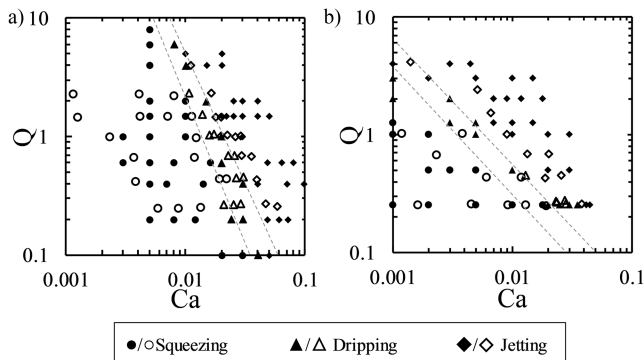 a)
10
Q
1
0.1
0.001
0.01
0.1
Ca
b)
10
Q
1
0.1
0.001
0.01
0.1
Ca
●/○Squeezing
▲/△ Dripping
◆/◇ Jetting